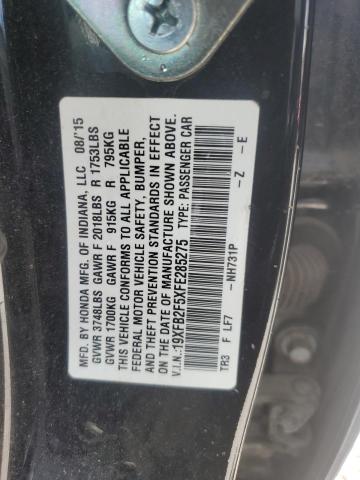 MFD. BY HONDA MFG. OF INDIANA, LLC 08/'15
GVWR 3748LBS GAWR F 2018LBS R 1753LBS
GVWR 1700KG GAWR F 915KG R 795KG
THIS VEHICLE CONFORMS TO ALL APPLICABLE
FEDERAL MOTOR VEHICLE SAFETY, BUMPER,
AND THEFT PREVENTION STANDARDS IN EFFECT
ON THE DATE OF MANUFACTURE SHOWN ABOVE.
V.I.N.:19XFB2F5XFE285275 TYPE: PASSENGER CAR
-NH731P -Z -E
TR3 F LF7